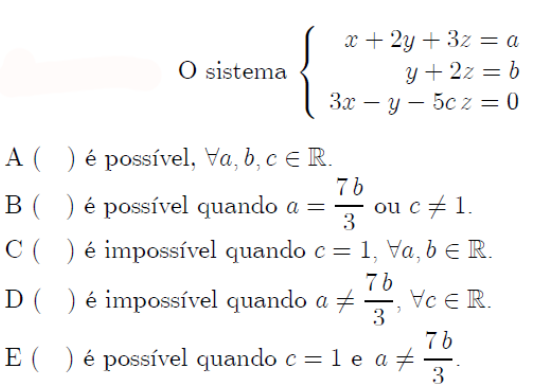 O sistema { x + 2y + 3z = a
y + 2z = b
3x − y − 5c z = 0
A ( ) é possível, ∀a, b, c ∈ ℝ.
B ( ) é possível quando a = 7b/3 ou c ≠ 1.
C ( ) é impossível quando c = 1, ∀a, b ∈ ℝ.
D ( ) é impossível quando a ≠ 7b/3, ∀c ∈ ℝ.
E ( ) é possível quando c = 1 e a ≠ 7b/3.